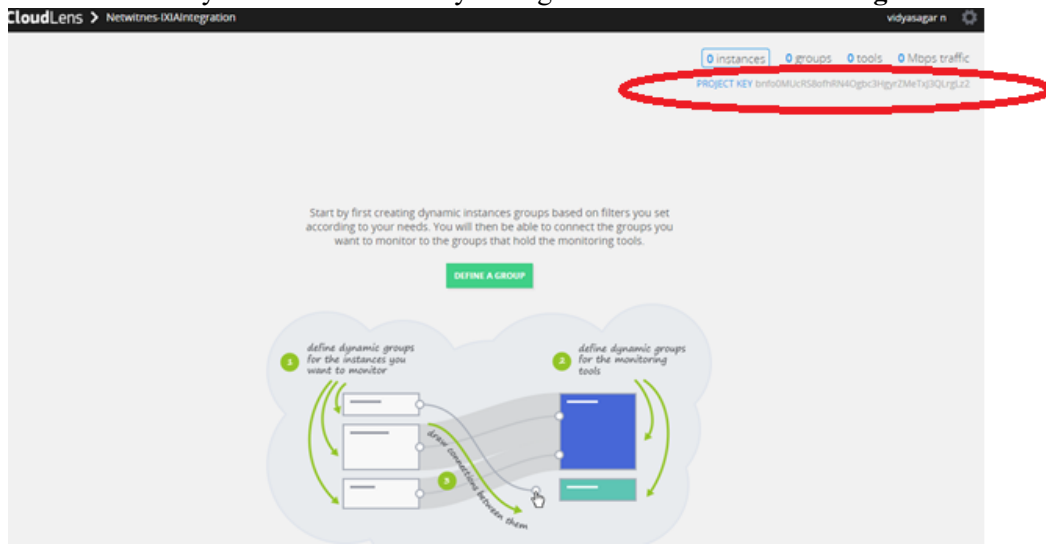 CloudLens > Netwitnes-IXIAIntegration
vidyasagar n
0 instances 0 groups 0 tools 0 Mbps traffic
PROJECT KEY
Start by first creating dynamic instances groups based on filters you set
according to your needs. You will then be able to connect the groups you
want to monitor to the groups that hold the monitoring tools.
DEFINE A GROUP
1
define dynamic groups
for the instances you
want to monitor
2
define dynamic groups
for the monitoring
tools
3
draw connections between them